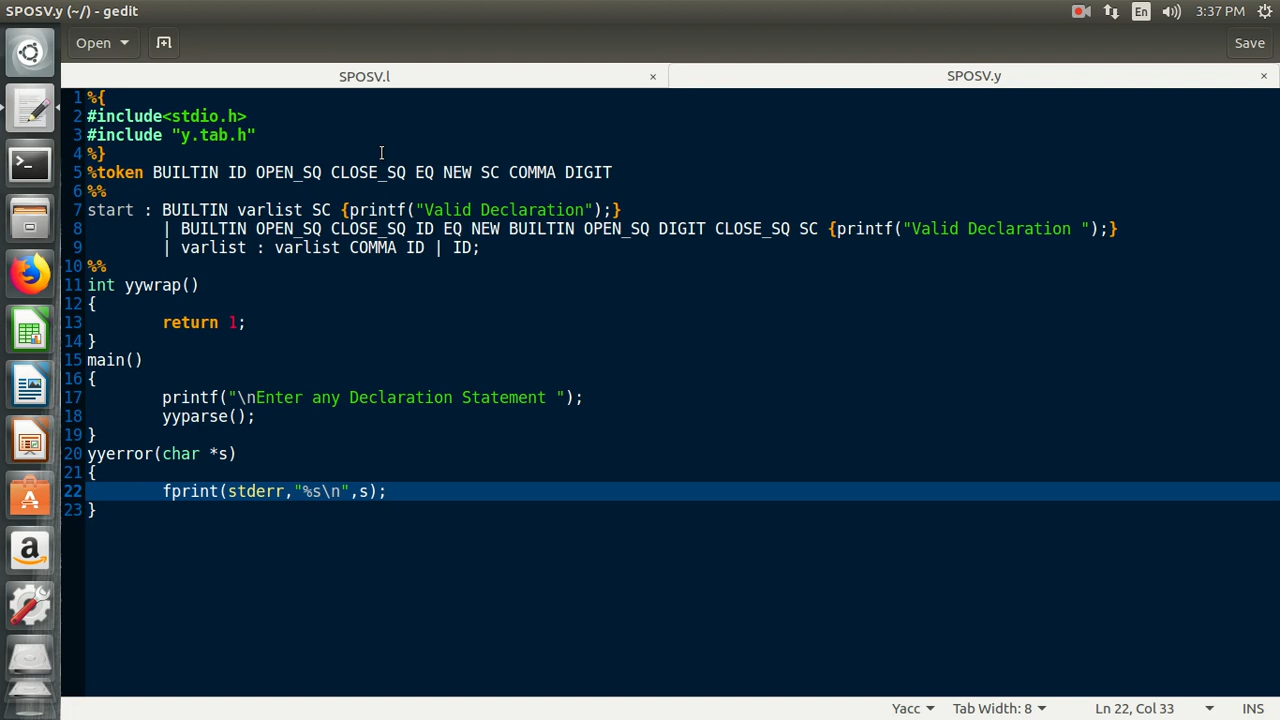 SPOSV.y (~/) - gedit
En
3:37 PM
Open
Save
SPOSV.l
×
SPOSV.y
×
1 %{
2 #include<stdio.h>
3 #include "y.tab.h"
4 %}
5 %token BUILTIN ID OPEN_SQ CLOSE_SQ EQ NEW SC COMMA DIGIT
6 %%
7 start : BUILTIN varlist SC {printf("Valid Declaration");}
8 | BUILTIN OPEN_SQ CLOSE_SQ ID EQ NEW BUILTIN OPEN_SQ DIGIT CLOSE_SQ SC {printf("Valid Declaration ");}
9 | varlist : varlist COMMA ID | ID;
10 %%
11 int yywrap()
12 {
13 return 1;
14 }
15 main()
16 {
17 printf("\nEnter any Declaration Statement ");
18 yyparse();
19 }
20 yyerror(char *s)
21 {
22 fprint(stderr,"%s\n",s);
23 }
a
Yacc
Tab Width: 8
Ln 22, Col 33
INS